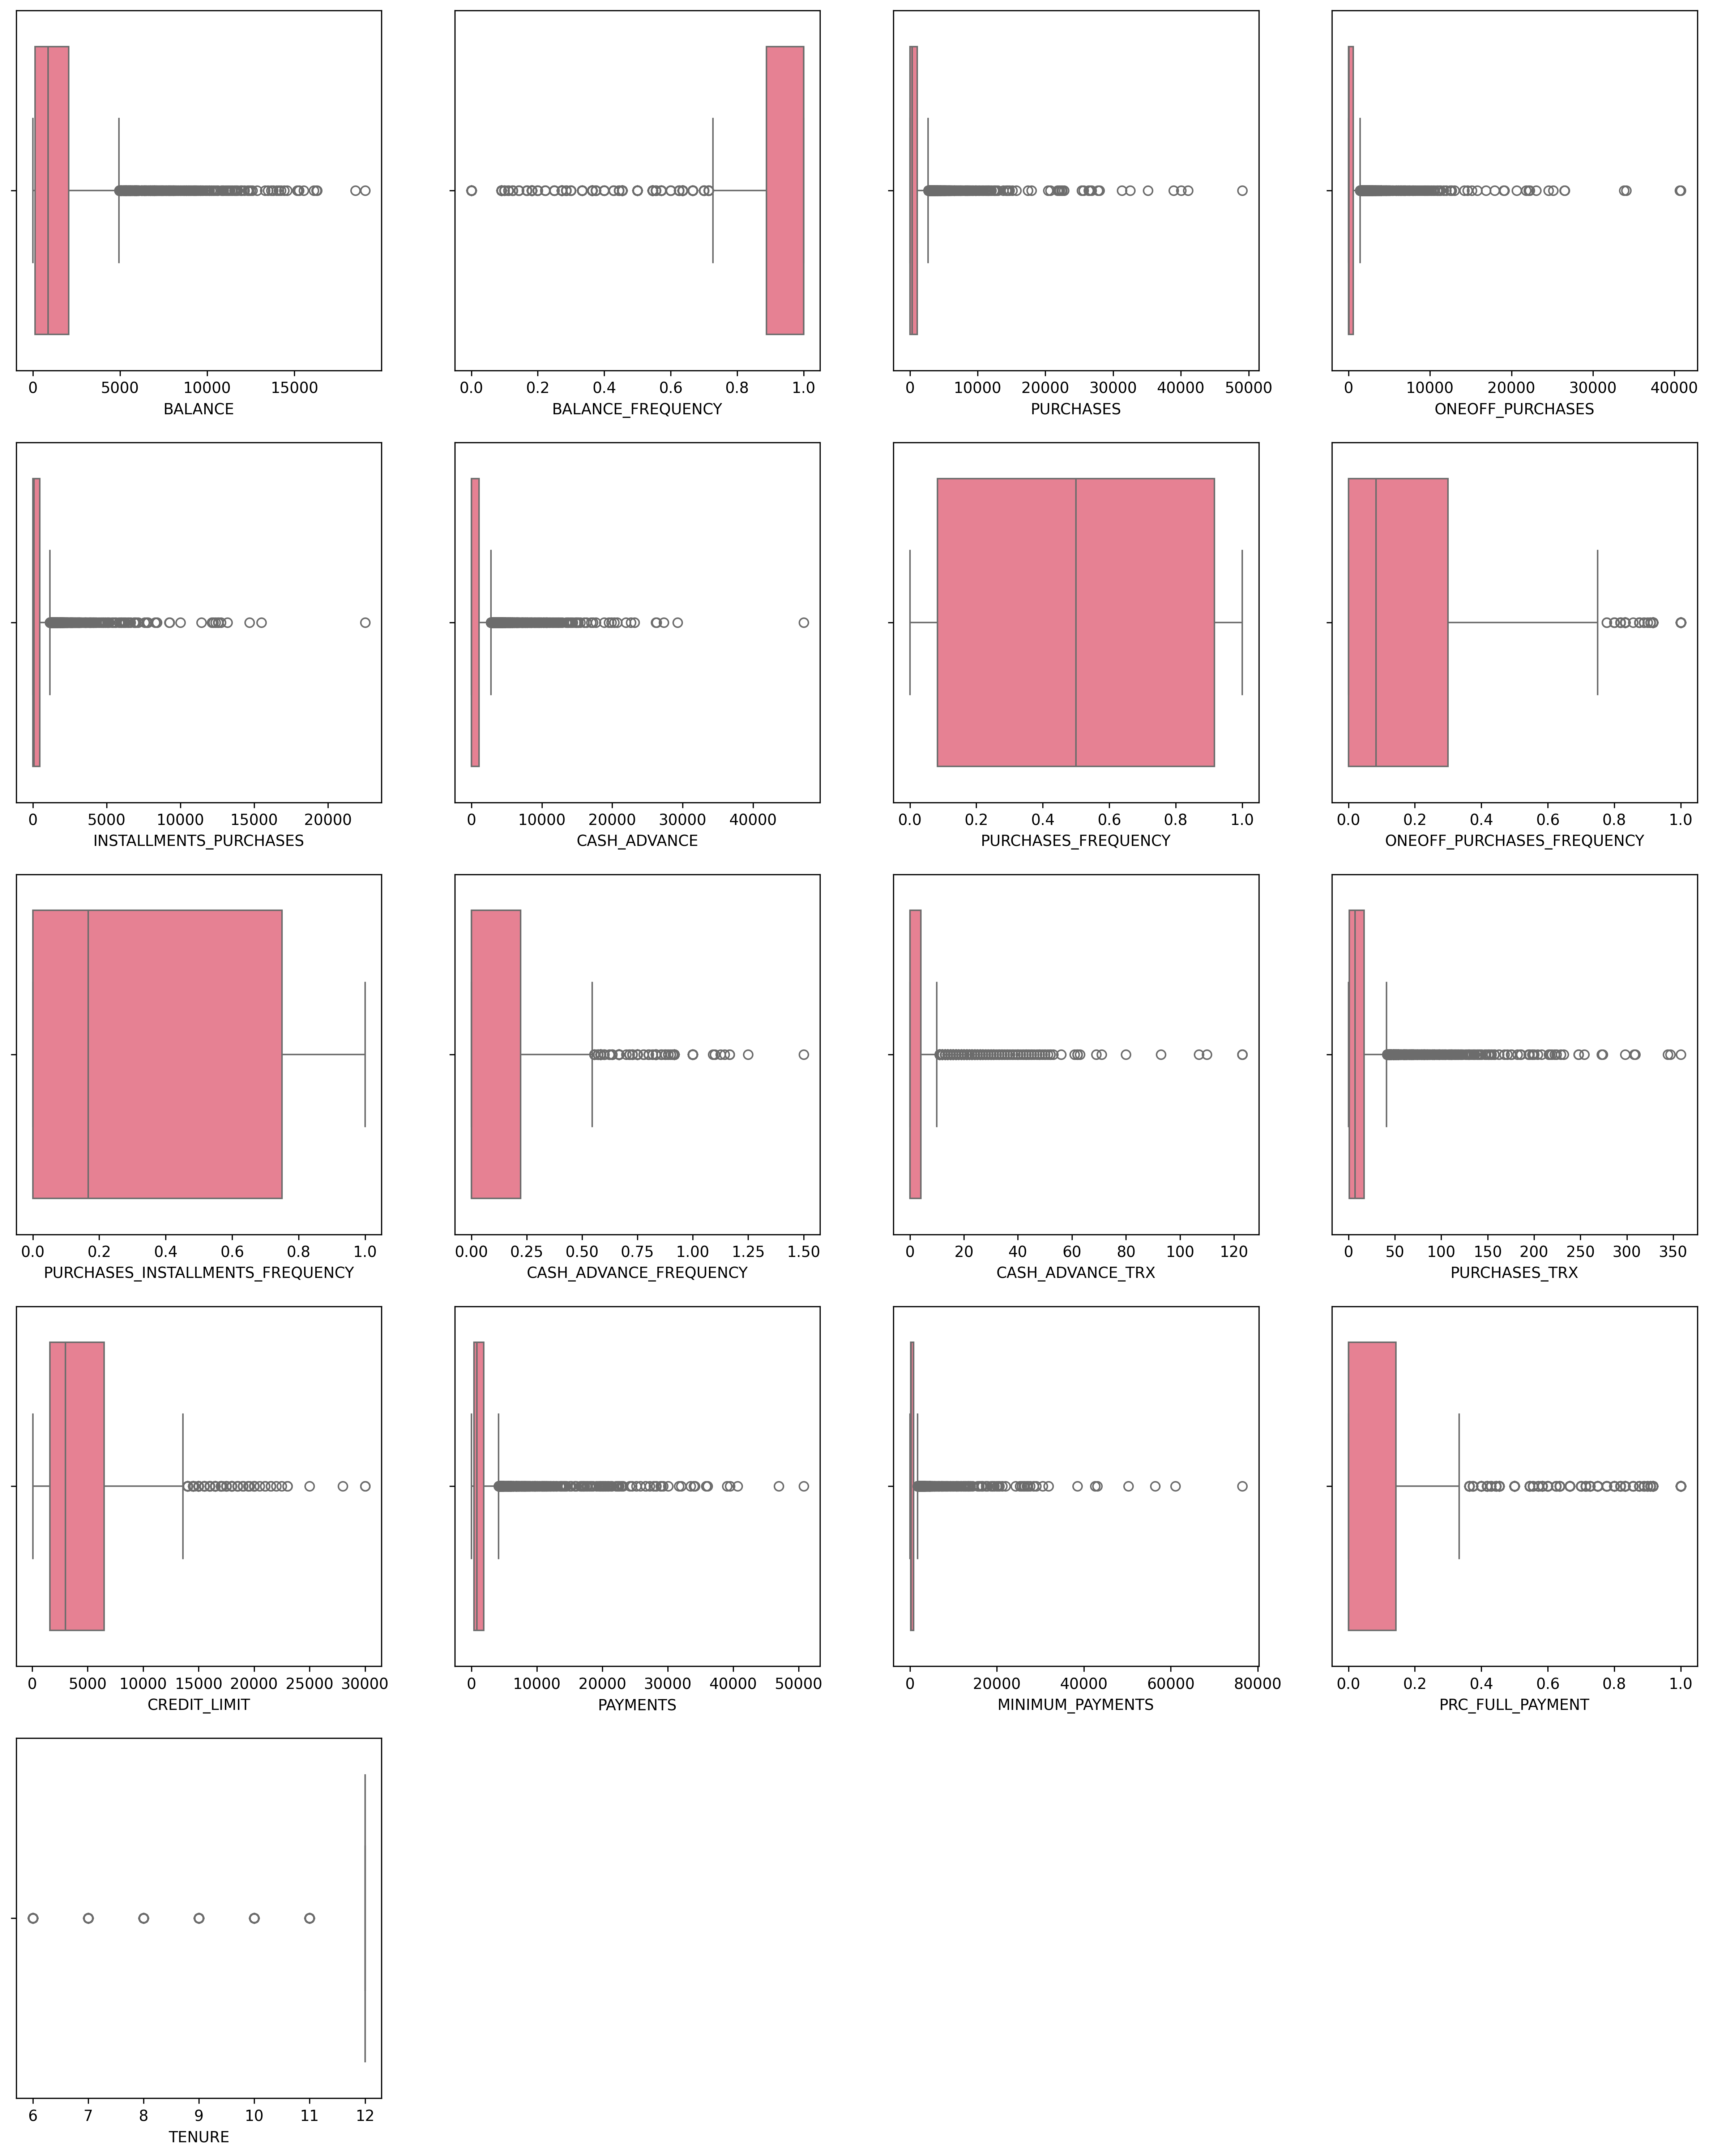 0 5000 10000 15000
BALANCE
0.0 0.2 0.4 0.6 0.8 1.0
BALANCE_FREQUENCY
0 10000 20000 30000 40000 50000
PURCHASES
0 10000 20000 30000 40000
ONEOFF_PURCHASES
0 5000 10000 15000 20000
INSTALLMENTS_PURCHASES
0 10000 20000 30000 40000
CASH_ADVANCE
0.0 0.2 0.4 0.6 0.8 1.0
PURCHASES_FREQUENCY
0.0 0.2 0.4 0.6 0.8 1.0
ONEOFF_PURCHASES_FREQUENCY
0.0 0.2 0.4 0.6 0.8 1.0
PURCHASES_INSTALLMENTS_FREQUENCY
0.00 0.25 0.50 0.75 1.00 1.25 1.50
CASH_ADVANCE_FREQUENCY
0 20 40 60 80 100 120
CASH_ADVANCE_TRX
0 50 100 150 200 250 300 350
PURCHASES_TRX
0 5000 10000 15000 20000 25000 30000
CREDIT_LIMIT
0 10000 20000 30000 40000 50000
PAYMENTS
0 20000 40000 60000 80000
MINIMUM_PAYMENTS
0.0 0.2 0.4 0.6 0.8 1.0
PRC_FULL_PAYMENT
6 7 8 9 10 11 12
TENURE